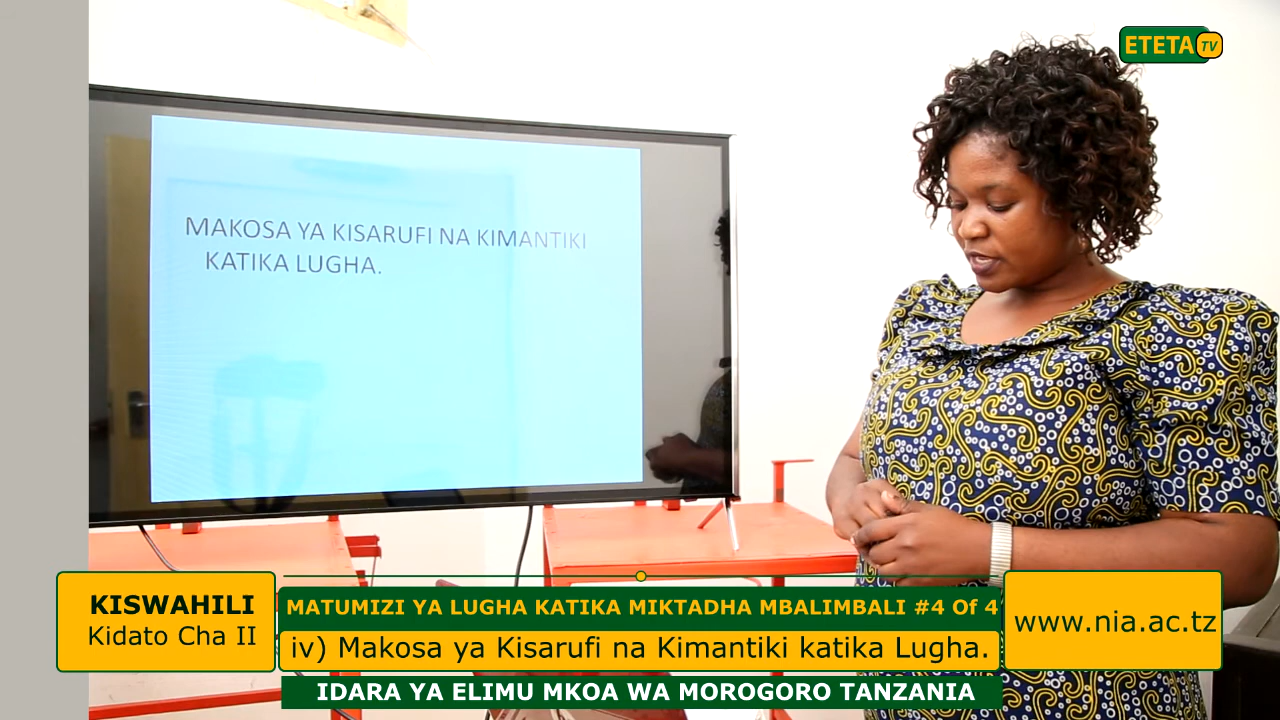 ETETA TV
MAKOSA YA KISARUFI NA KIMANTIKI
KATIKA LUGHA.
KISWAHILI
Kidato Cha II
MATUMIZI YA LUGHA KATIKA MIKTADHA MBALIMBALI #4 Of 4
iv) Makosa ya Kisarufi na Kimantiki katika Lugha.
www.nia.ac.tz
IDARA YA ELIMU MKOA WA MOROGORO TANZANIA